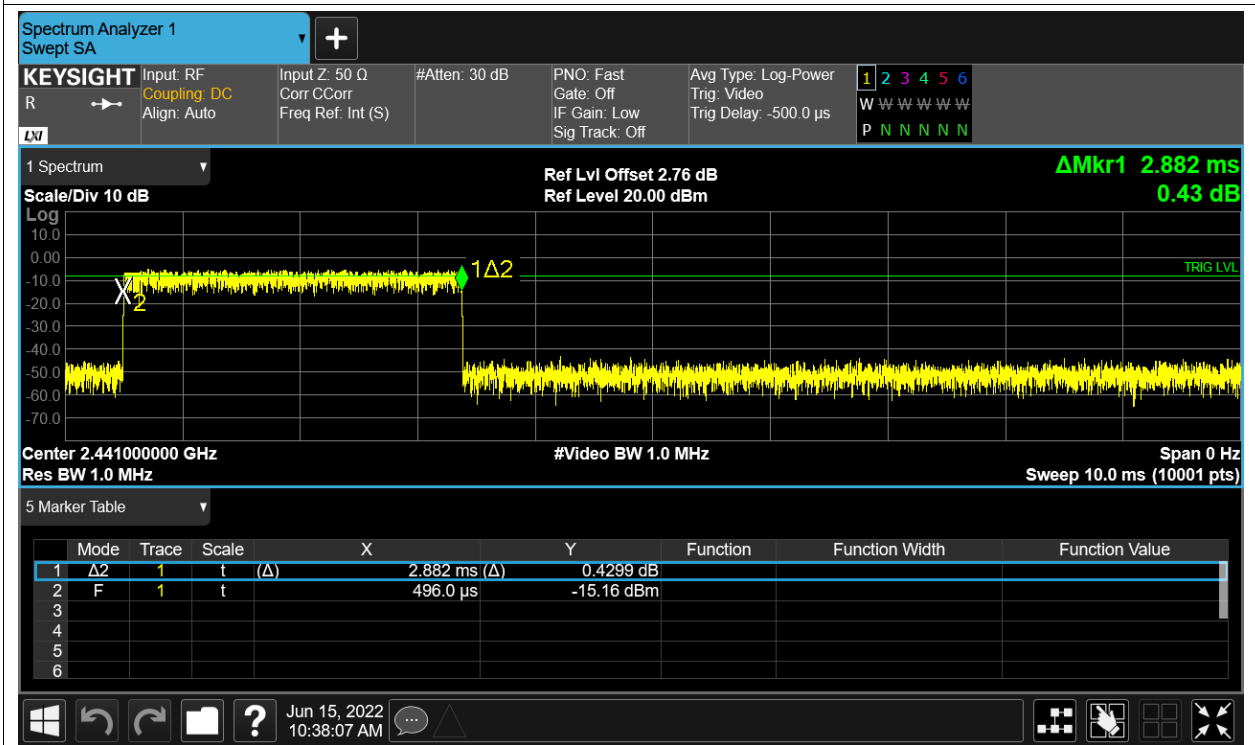 Spectrum Analyzer 1
Swept SA
KEYSIGHT Input: RF Input Z: 50 Ω #Atten: 30 dB PNO: Fast Avg Type: Log-Power 1 2 3 4 5 6
R Coupling: DC Corr CCorr Gate: Off Trig: Video W W W W W W
Align: Auto Freq Ref: Int (S) IF Gain: Low Trig Delay: -500.0 µs
LXI Sig Track: Off P N N N N N
1 Spectrum Ref Lvl Offset 2.76 dB ΔMkr1 2.882 ms
Scale/Div 10 dB Ref Level 20.00 dBm 0.43 dB
Log
10.0
0.00
1Δ2 TRIG LVL
-10.0
2
-20.0
-30.0
-40.0
-50.0
-60.0
-70.0
Center 2.441000000 GHz #Video BW 1.0 MHz Span 0 Hz
Res BW 1.0 MHz Sweep 10.0 ms (10001 pts)
5 Marker Table
Mode Trace Scale X Y Function Function Width Function Value
1 Δ2 1 t (Δ) 2.882 ms (Δ) 0.4299 dB
2 F 1 t 496.0 µs -15.16 dBm
3
4
5
6
? Jun 15, 2022
10:38:07 AM